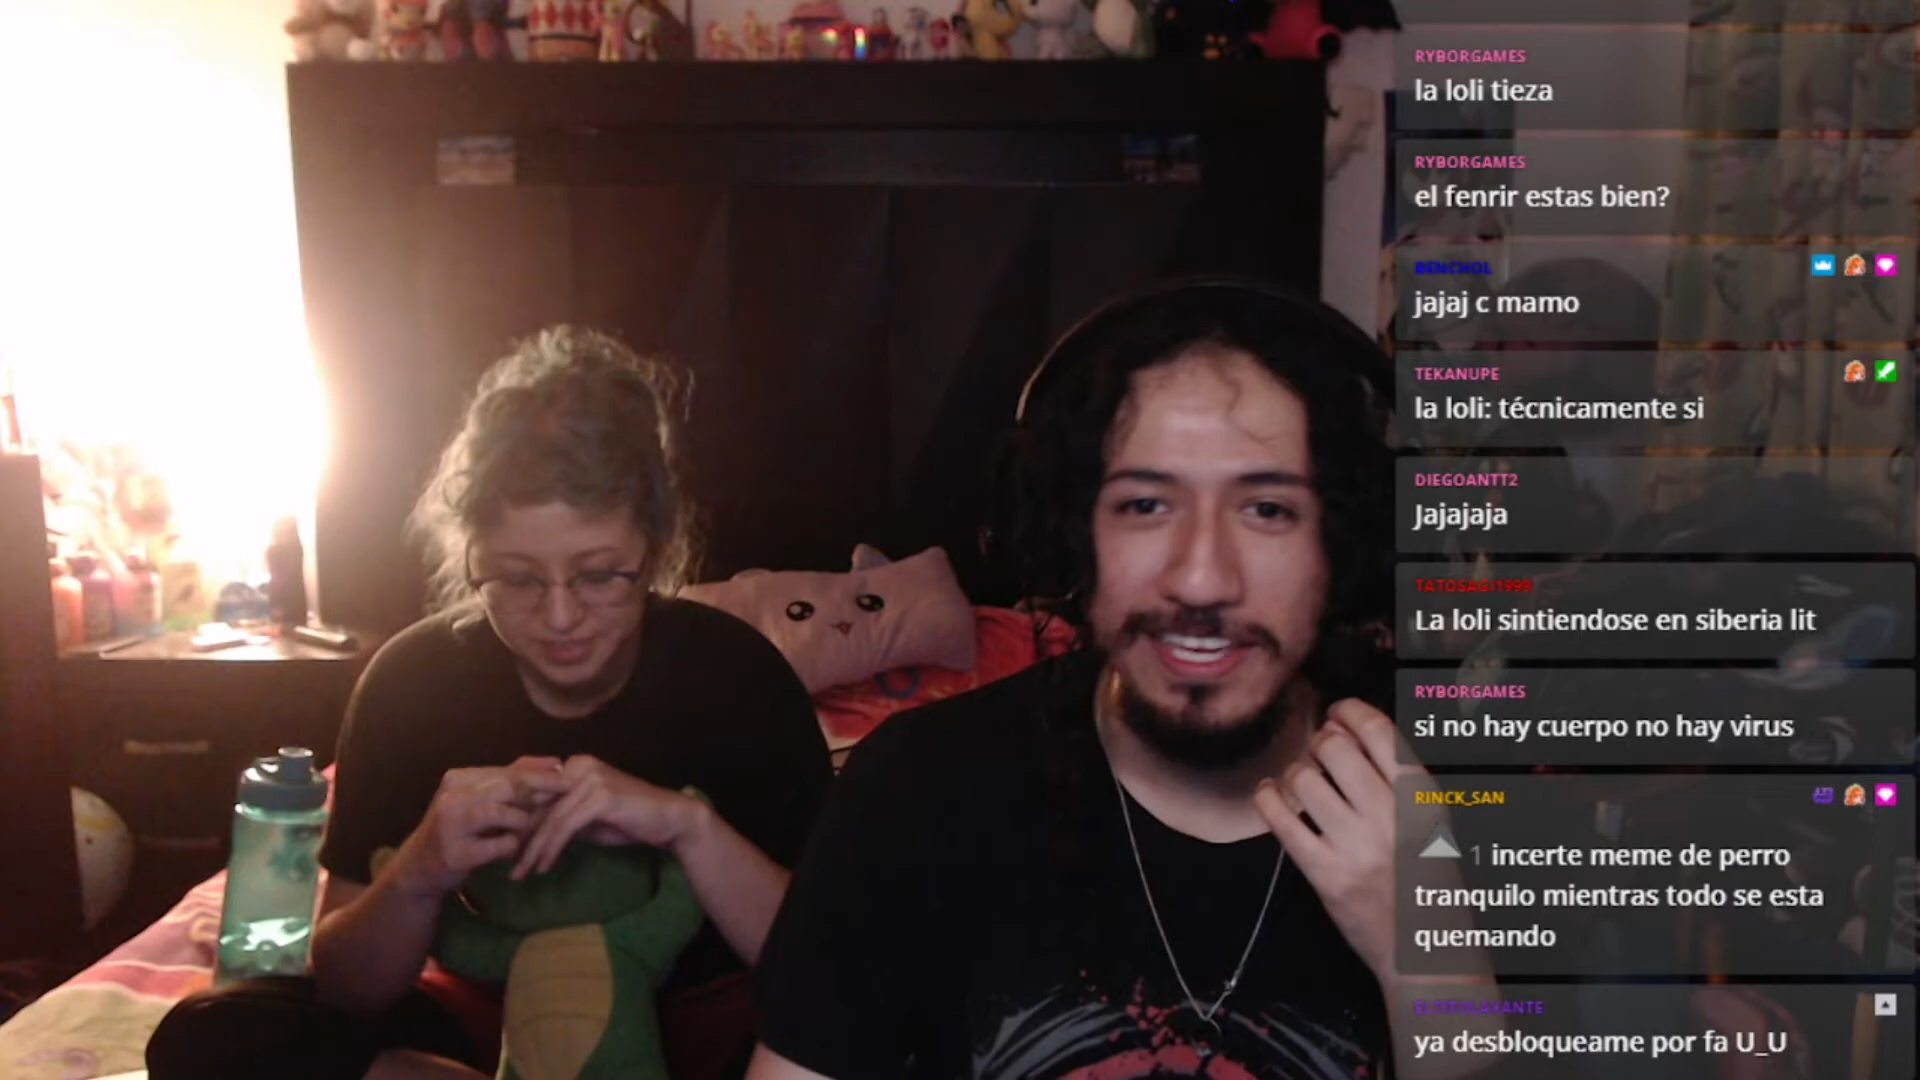 RYBORGAMES
la loli tieza
RYBORGAMES
el fenrir estas bien?
BENCHOL
jajaj c mamo
TEKANUPE
la loli: técnicamente si
DIEGOANTT2
Jajajaja
TATOSAGI1999
La loli sintiendose en siberia lit
RYBORGAMES
si no hay cuerpo no hay virus
RINCK_SAN
1 incerte meme de perro
tranquilo mientras todo se esta
quemando
ya desbloqueame por fa U_U